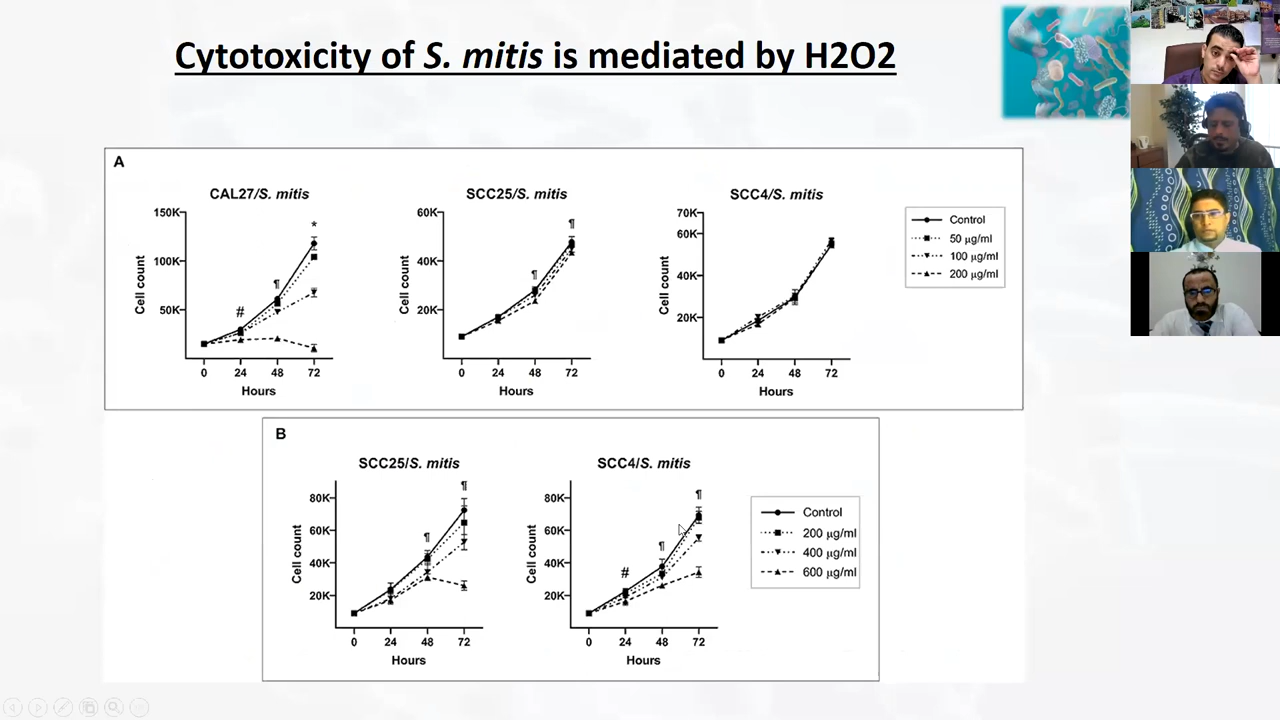 Cytotoxicity of S. mitis is mediated by H2O2
A
CAL27/S. mitis
150K
100K
50K
Cell count
#
¶
*
0 24 48 72
Hours
SCC25/S. mitis
60K
40K
20K
Cell count
¶
¶
0 24 48 72
Hours
SCC4/S. mitis
70K
60K
40K
20K
Cell count
0 24 48 72
Hours
Control
50 µg/ml
100 µg/ml
200 µg/ml
B
SCC25/S. mitis
80K
60K
40K
20K
Cell count
¶
¶
0 24 48 72
Hours
SCC4/S. mitis
80K
60K
40K
20K
Cell count
#
¶
¶
0 24 48 72
Hours
Control
200 µg/ml
400 µg/ml
600 µg/ml